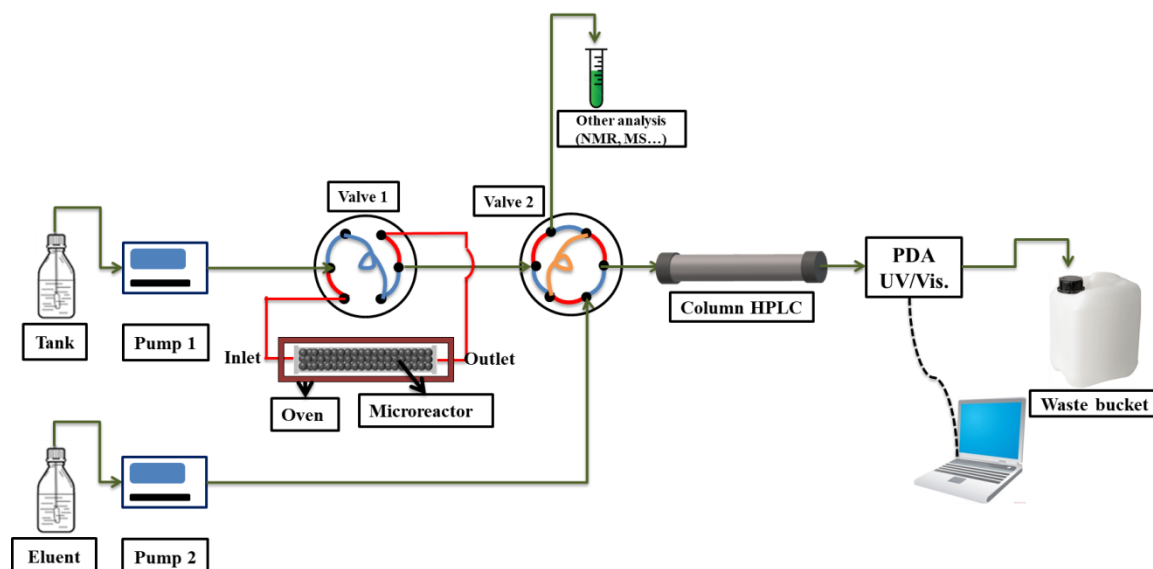 Other analysis
(NMR, MS…)
Valve 1
Valve 2
PDA
UV/Vis.
Column HPLC
Tank
Pump 1
Inlet
Outlet
Oven
Microreactor
Waste bucket
Eluent
Pump 2